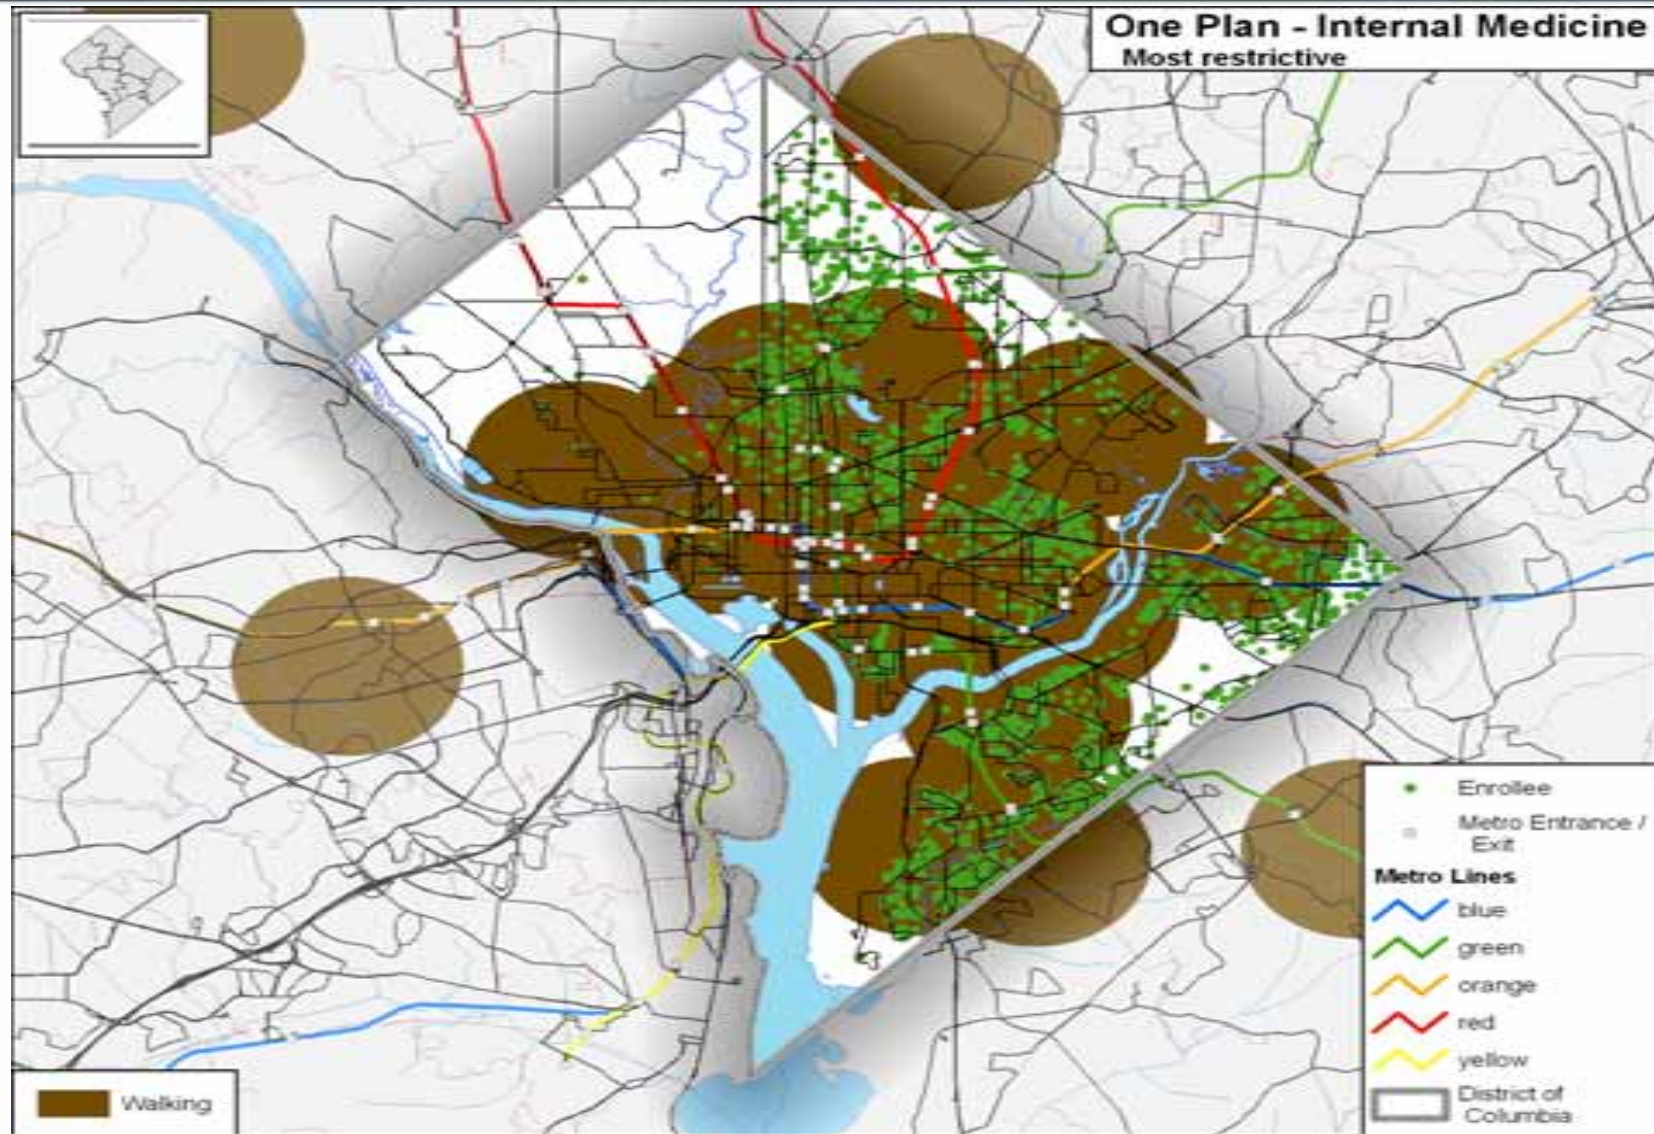 One Plan - Internal Medicine
Most restrictive
Enrollee
Metro Entrance /
Exit
Metro Lines
blue
green
orange
red
yellow
District of
Columbia
Walking